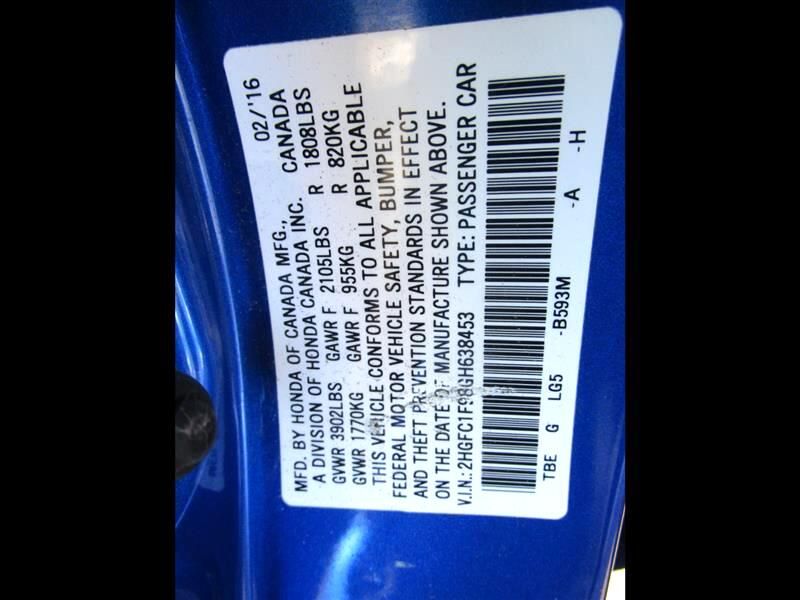 MFD. BY HONDA OF CANADA MFG., 02/'16
A DIVISION OF HONDA CANADA INC. CANADA
GVWR 3902LBS GAWR F 2105LBS R 1808LBS
GVWR 1770KG GAWR F 955KG R 820KG
THIS VEHICLE CONFORMS TO ALL APPLICABLE
FEDERAL MOTOR VEHICLE SAFETY, BUMPER,
AND THEFT PREVENTION STANDARDS IN EFFECT
ON THE DATE OF MANUFACTURE SHOWN ABOVE.
V.I.N.: TYPE: PASSENGER CAR
TBE G LG5 -B593M -A -H